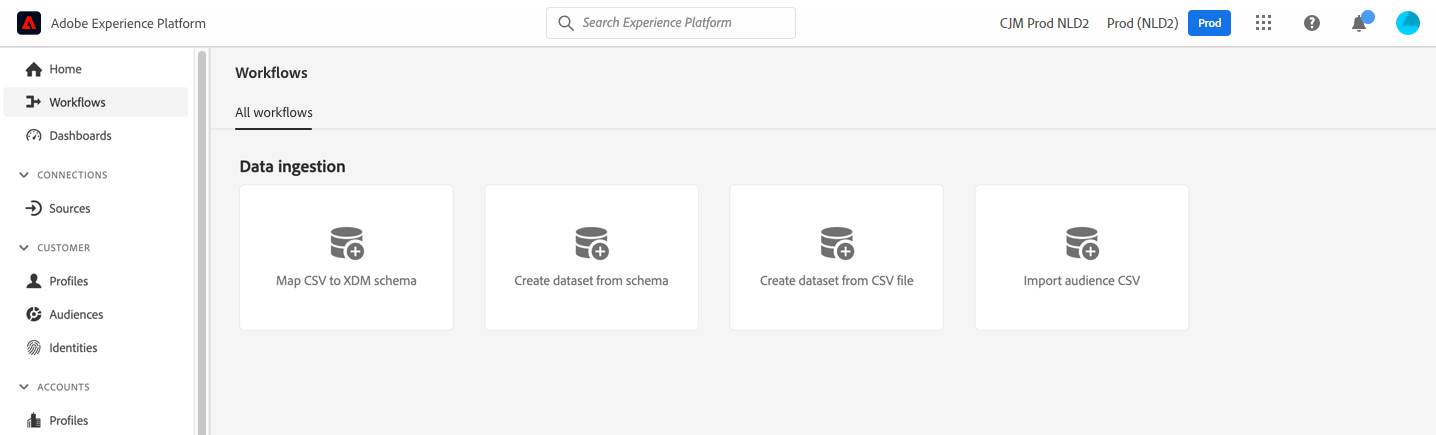 Adobe Experience Platform
Search Experience Platform
CJM Prod NLD2
Prod (NLD2)
Prod
Home
Workflows
Dashboards
CONNECTIONS
Sources
CUSTOMER
Profiles
Audiences
Identities
ACCOUNTS
Profiles
Workflows
All workflows
Data ingestion
Map CSV to XDM schema
Create dataset from schema
Create dataset from CSV file
Import audience CSV